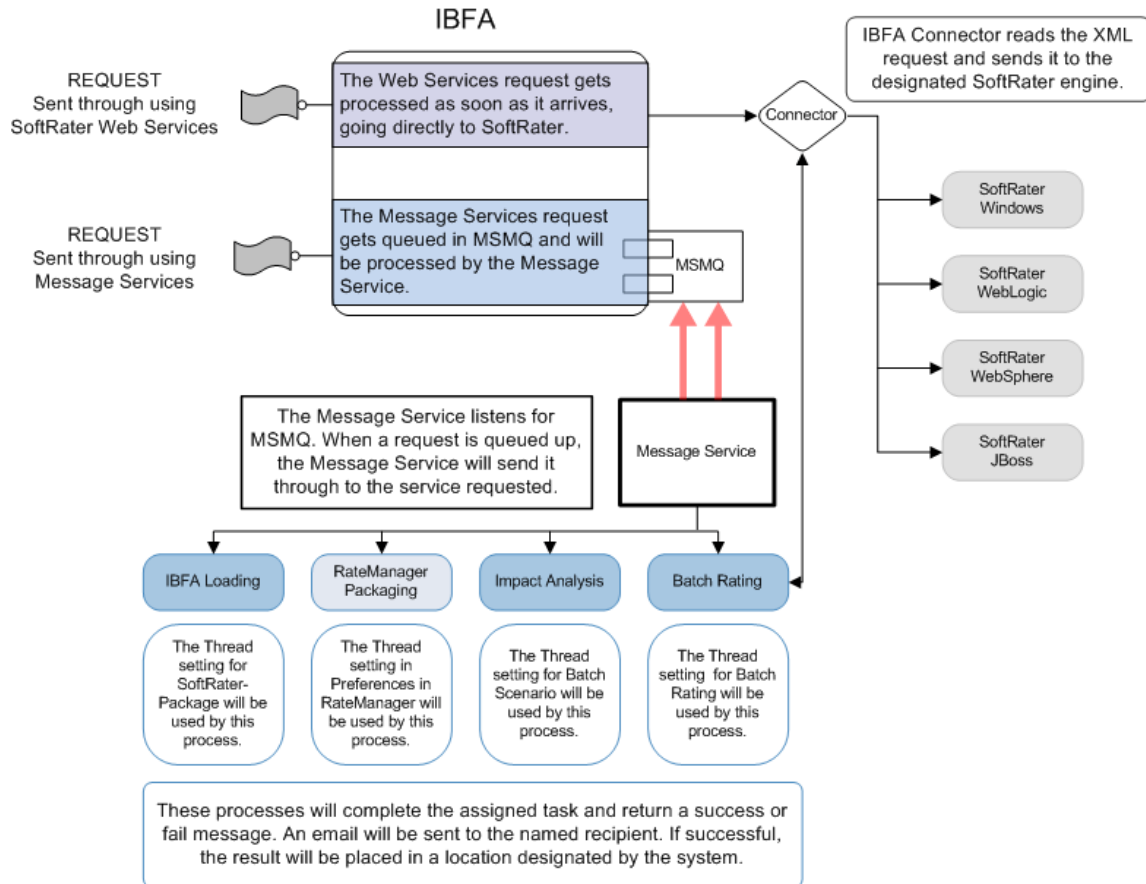 IBFA
REQUEST
Sent through using
SoftRater Web Services
The Web Services request gets
processed as soon as it arrives,
going directly to SoftRater.
Connector
IBFA Connector reads the XML
request and sends it to the
designated SoftRater engine.
REQUEST
Sent through using
Message Services
The Message Services request
gets queued in MSMQ and will
be processed by the Message
Service.
MSMQ
SoftRater
Windows
SoftRater
WebLogic
SoftRater
WebSphere
SoftRater
JBoss
The Message Service listens for
MSMQ. When a request is queued up,
the Message Service will send it
through to the service requested.
Message Service
IBFA Loading
RateManager
Packaging
Impact Analysis
Batch Rating
The Thread
setting for
SoftRater-
Package will be
used by this
process.
The Thread
setting in
Preferences in
RateManager will
be used by this
process.
The Thread
setting for Batch
Scenario will be
used by this
process.
The Thread
setting for Batch
Rating will be
used by this
process.
These processes will complete the assigned task and return a success or
fail message. An email will be sent to the named recipient. If successful,
the result will be placed in a location designated by the system.